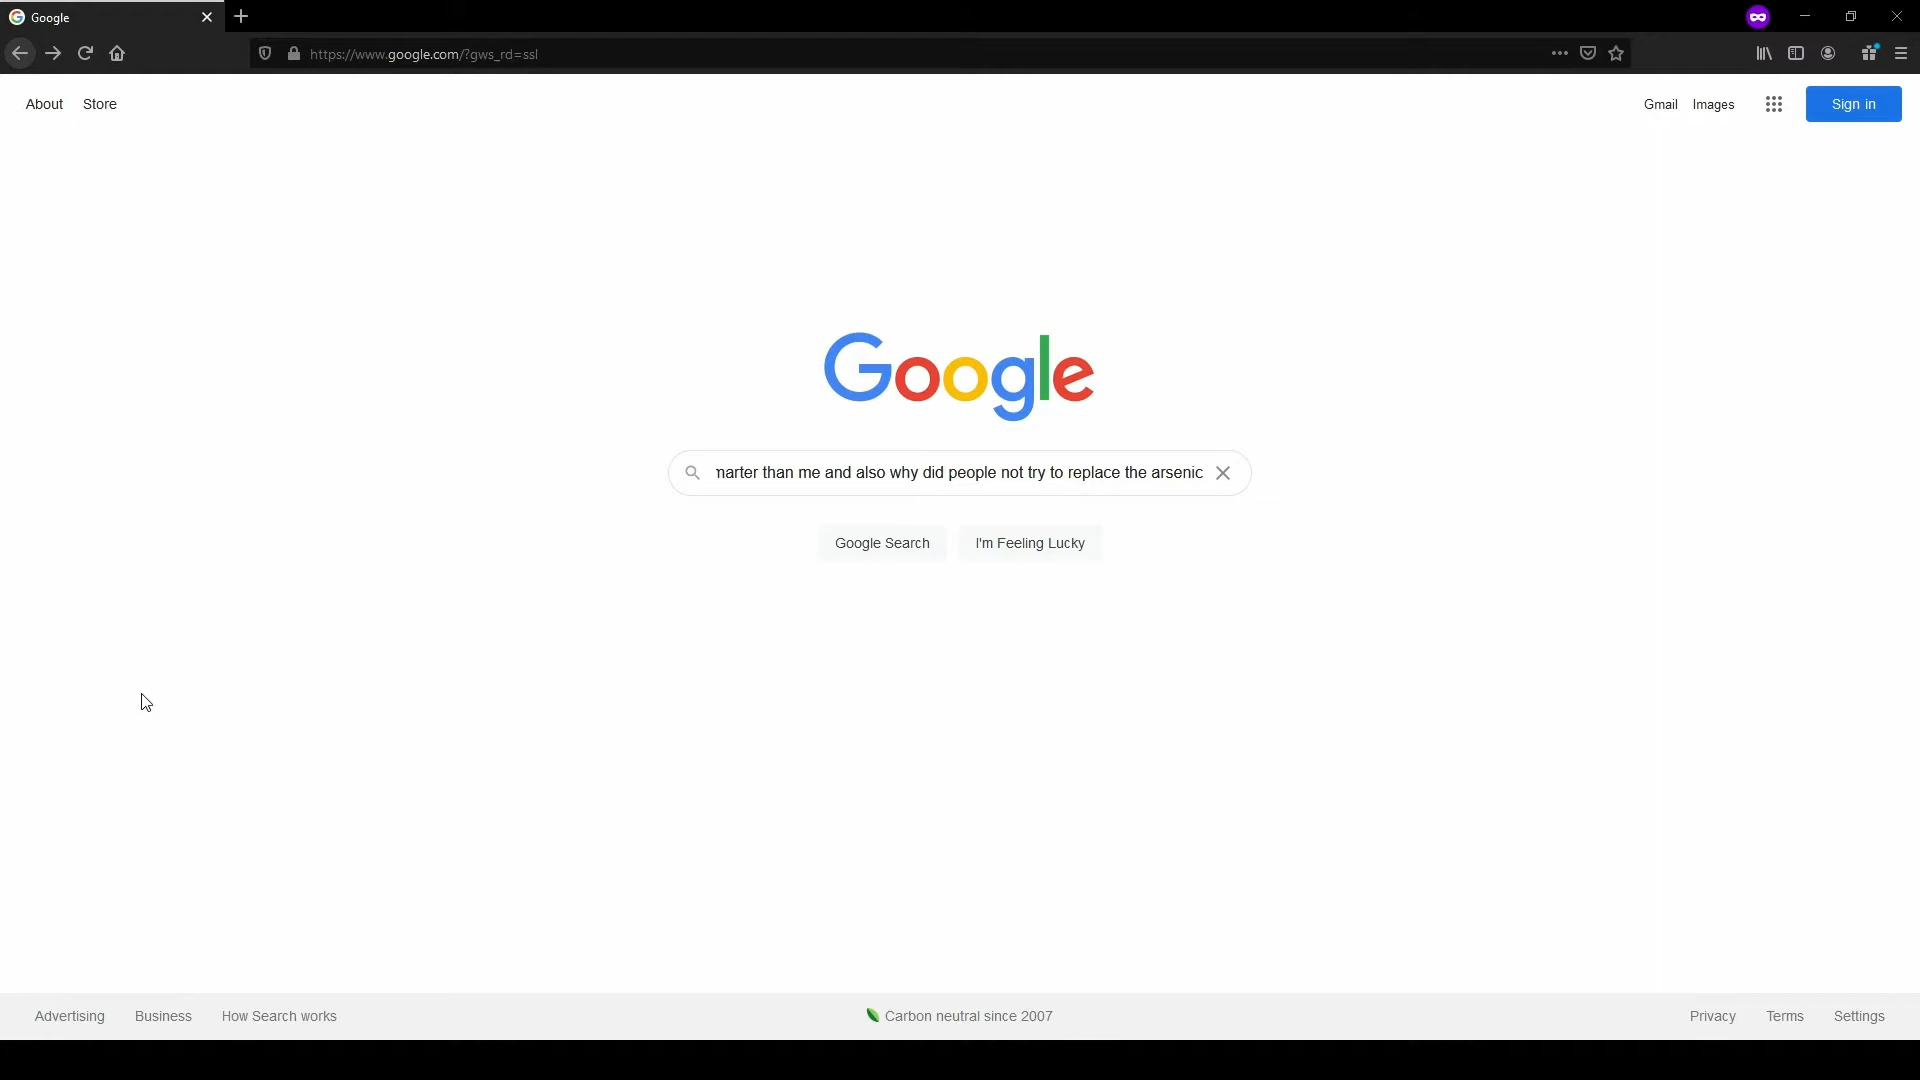 Google
https://www.google.com/?gws_rd=ssl
About Store
Gmail Images Sign in
Google
than me and also why did people not try to replace the arsenic
Google Search I'm Feeling Lucky
Advertising Business How Search works
Carbon neutral since 2007
Privacy Terms Settings